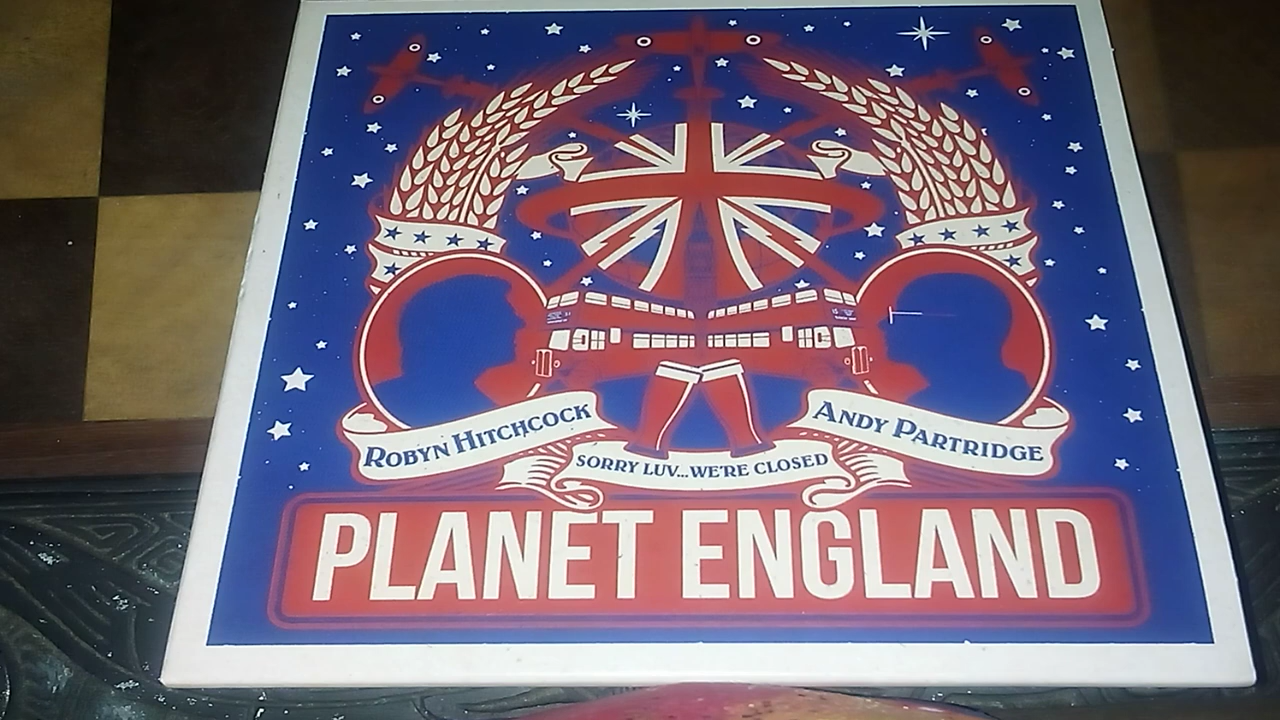 ROBYN HITCHCOCK
ANDY PARTRIDGE
SORRY LUV...WE'RE CLOSED
PLANET ENGLAND